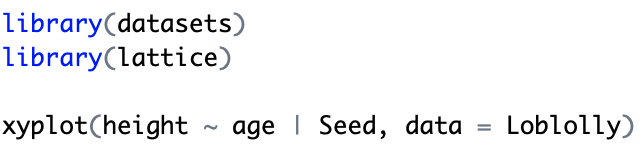 library(datasets)
library(lattice)
xyplot(height ~ age | Seed, data = Loblolly)